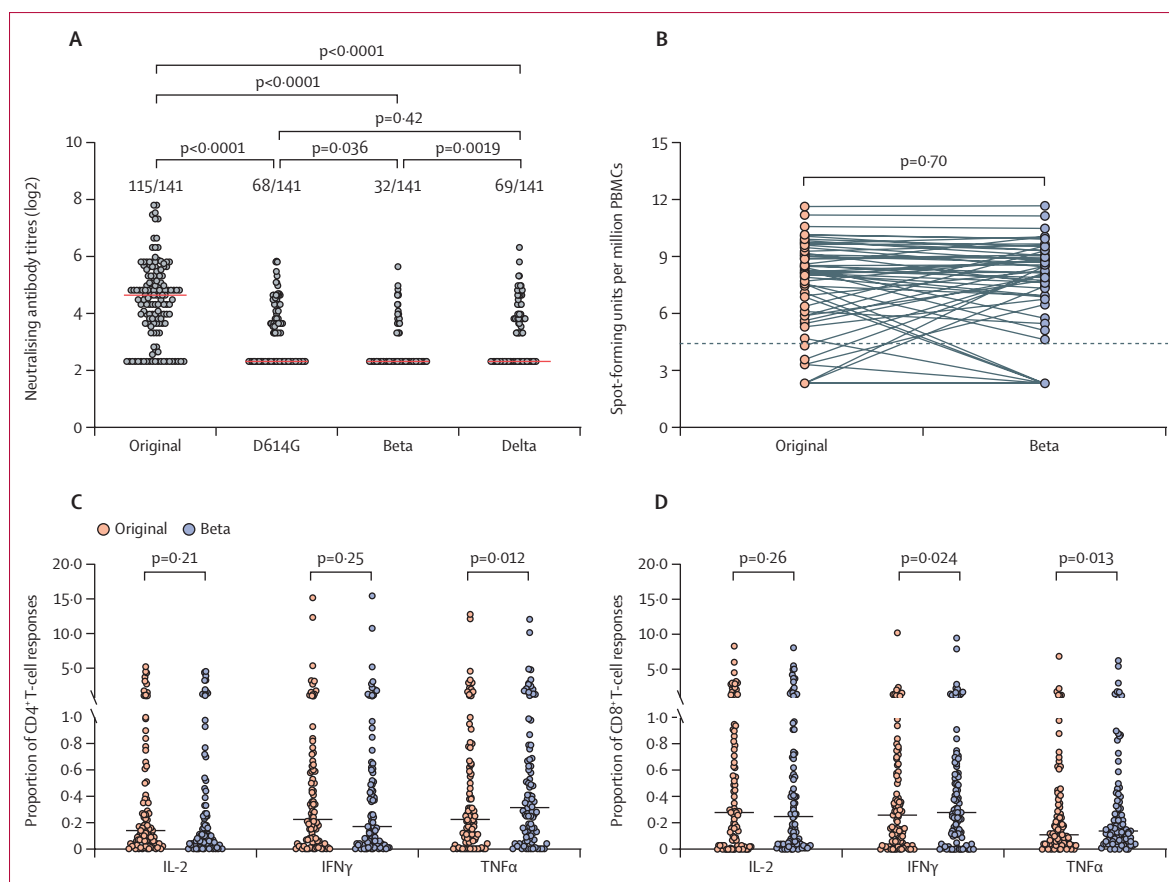 A
p<0·0001
p<0·0001
p=0·42
p<0·0001 p=0·036 p=0·0019
115/141 68/141 32/141 69/141
Neutralising antibody titres (log2)
10
8
6
4
2
0
Original D614G Beta Delta
B
p=0·70
Spot-forming units per million PBMCs
15
12
9
6
3
0
Original Beta
C
Original Beta
p=0·21 p=0·25 p=0·012
Proportion of CD4⁺ T-cell responses
20·0
15·0
10·0
5·0
1·0
0·8
0·6
0·4
0·2
0
IL-2 IFNγ TNFα
D
p=0·26 p=0·024 p=0·013
Proportion of CD8⁺ T-cell responses
20·0
15·0
10·0
5·0
1·0
0·8
0·6
0·4
0·2
0
IL-2 IFNγ TNFα